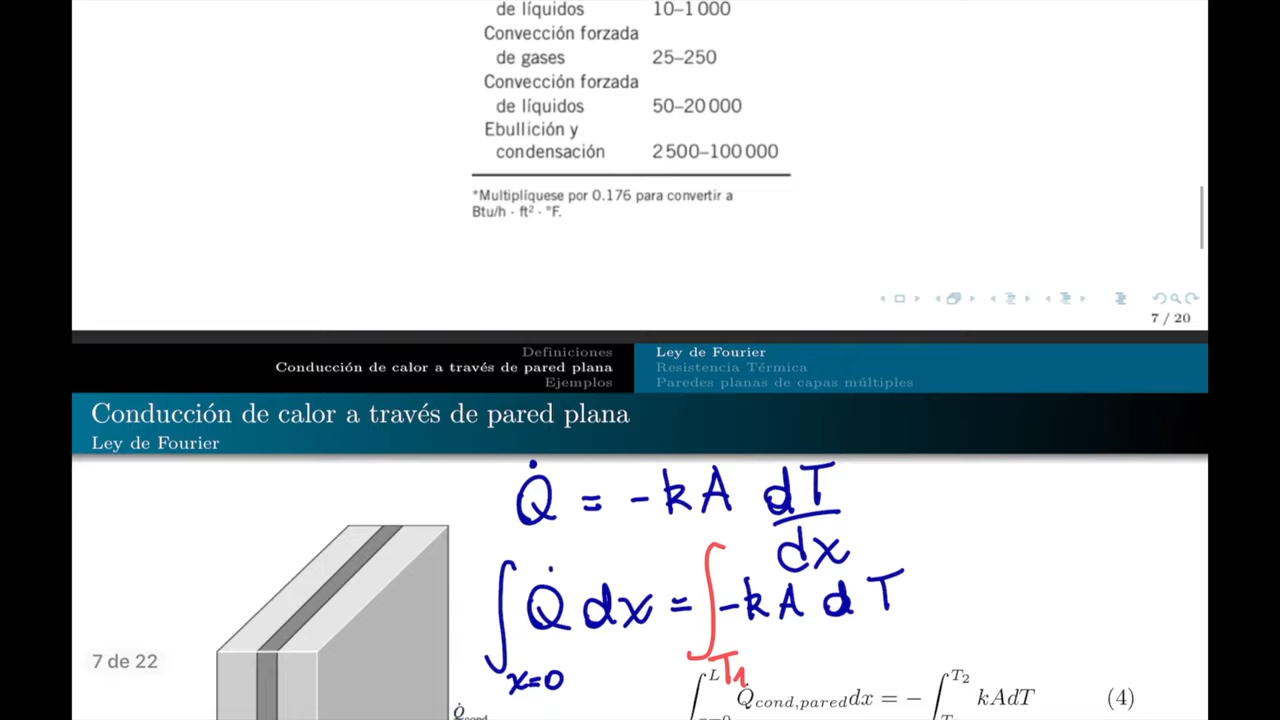 de líquidos 10–1 000
Convección forzada
de gases 25–250
Convección forzada
de líquidos 50–20 000
Ebullición y
condensación 2 500–100 000
*Multiplíquese por 0.176 para convertir a
Btu/h · ft² · °F.
7 / 20
Definiciones
Conducción de calor a través de pared plana
Ejemplos
Ley de Fourier
Resistencia Térmica
Paredes planas de capas múltiples
Conducción de calor a través de pared plana
Ley de Fourier
Q̇ = -kA dT/dx
∫x=0 Q̇ dx = ∫T1 -kA dT
7 de 22
∫ L Q̇cond,pared dx = − ∫ T2 kAdT (4)
Q̇cond